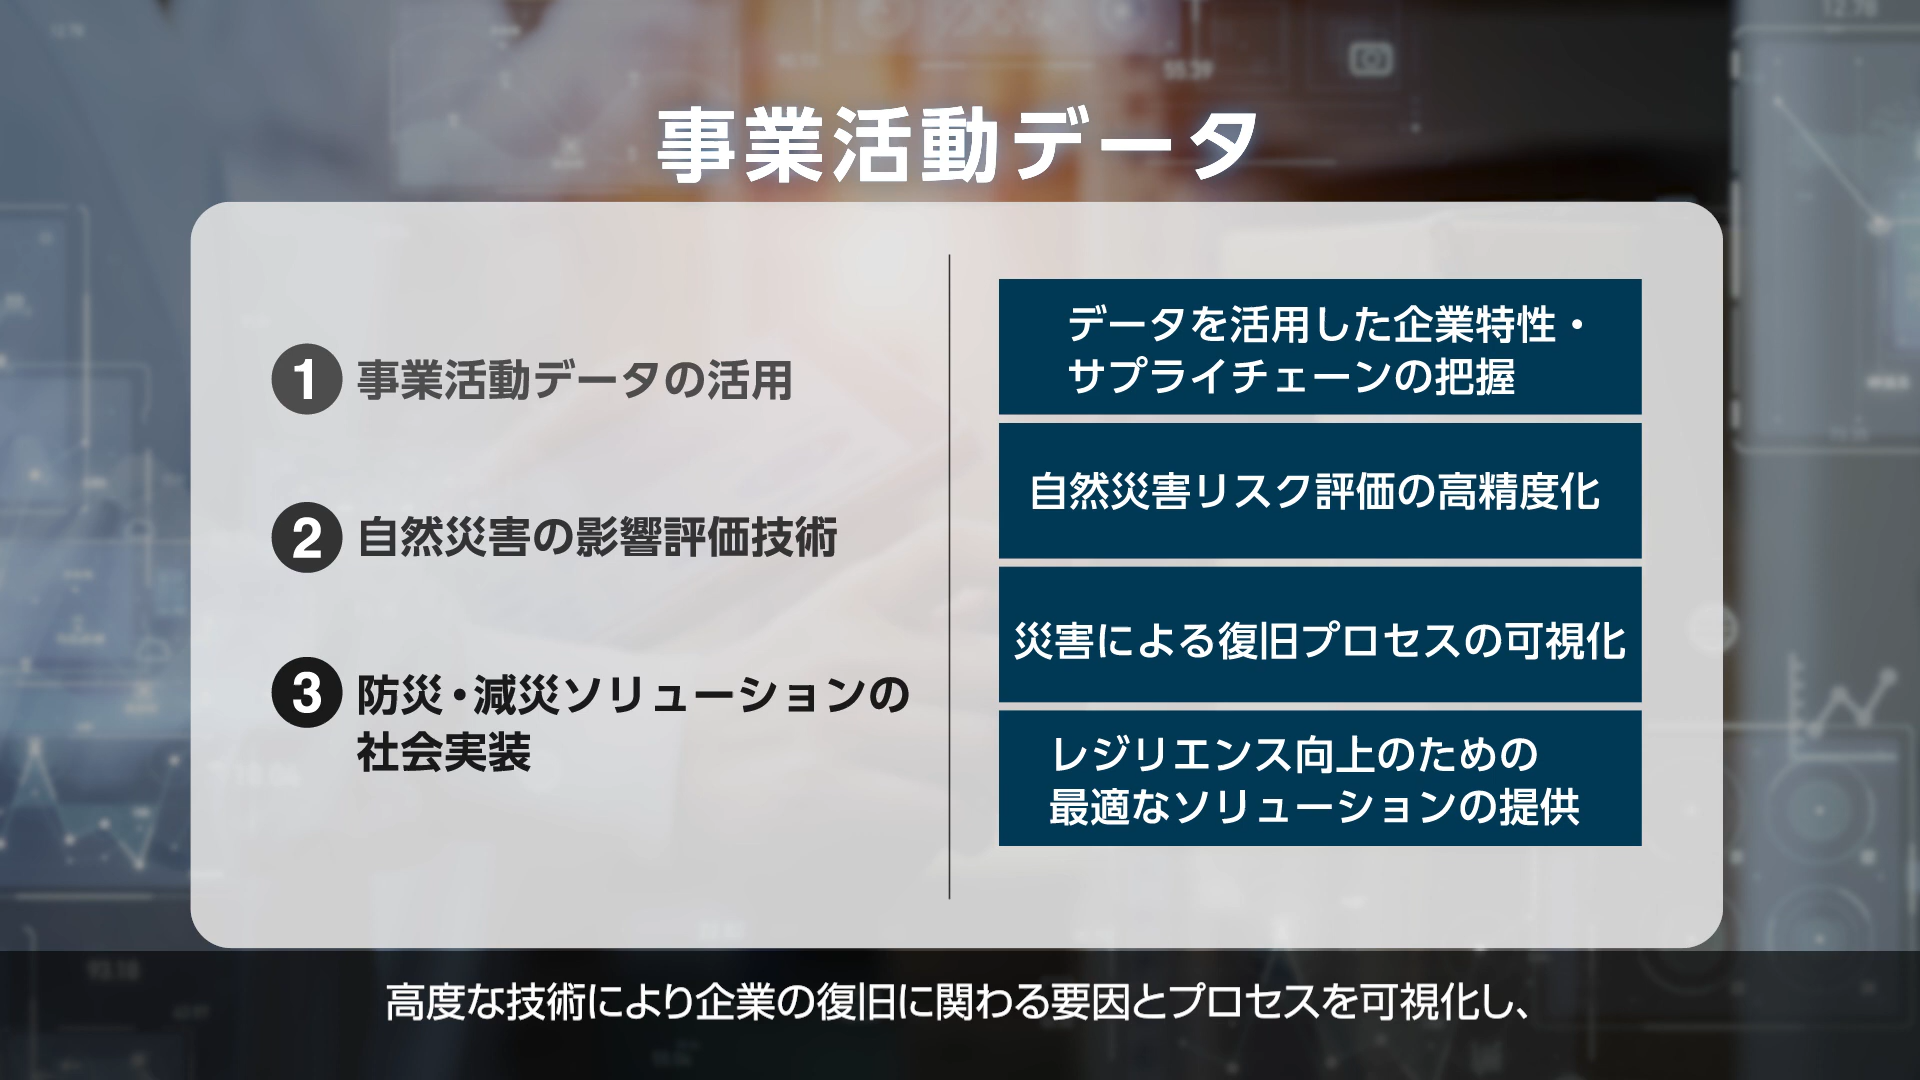 事業活動データ
1 事業活動データの活用
2 自然災害の影響評価技術
3 防災・減災ソリューションの
社会実装
データを活用した企業特性・
サプライチェーンの把握
自然災害リスク評価の高精度化
災害による復旧プロセスの可視化
レジリエンス向上のための
最適なソリューションの提供
高度な技術により企業の復旧に関わる要因とプロセスを可視化し、